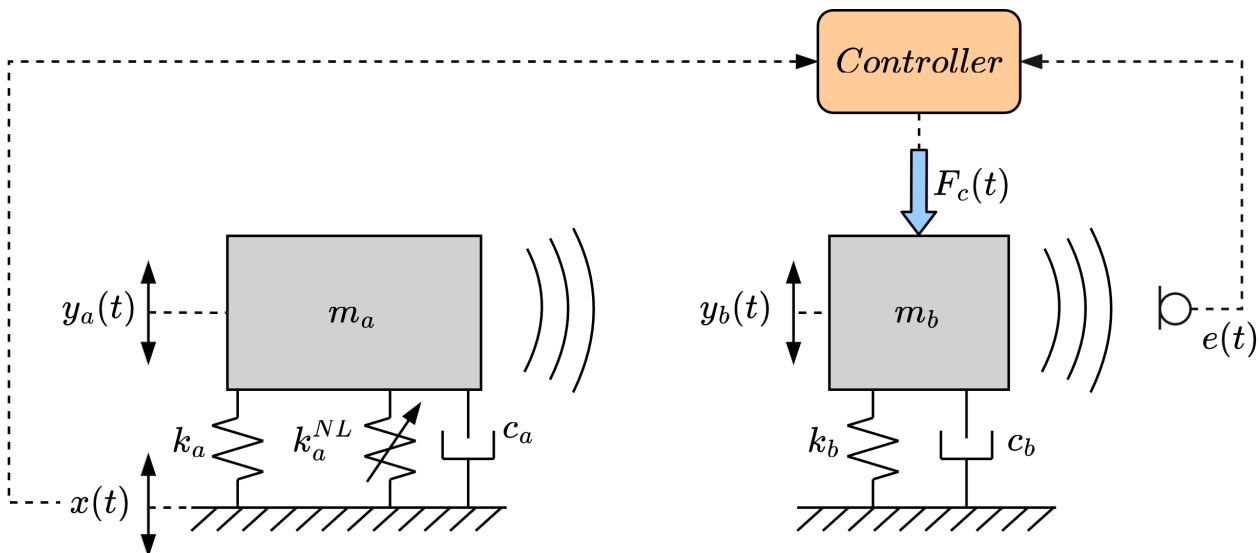 Controller
F_c(t)
y_a(t)
m_a
y_b(t)
m_b
e(t)
k_a
k_a^{NL}
c_a
k_b
c_b
x(t)